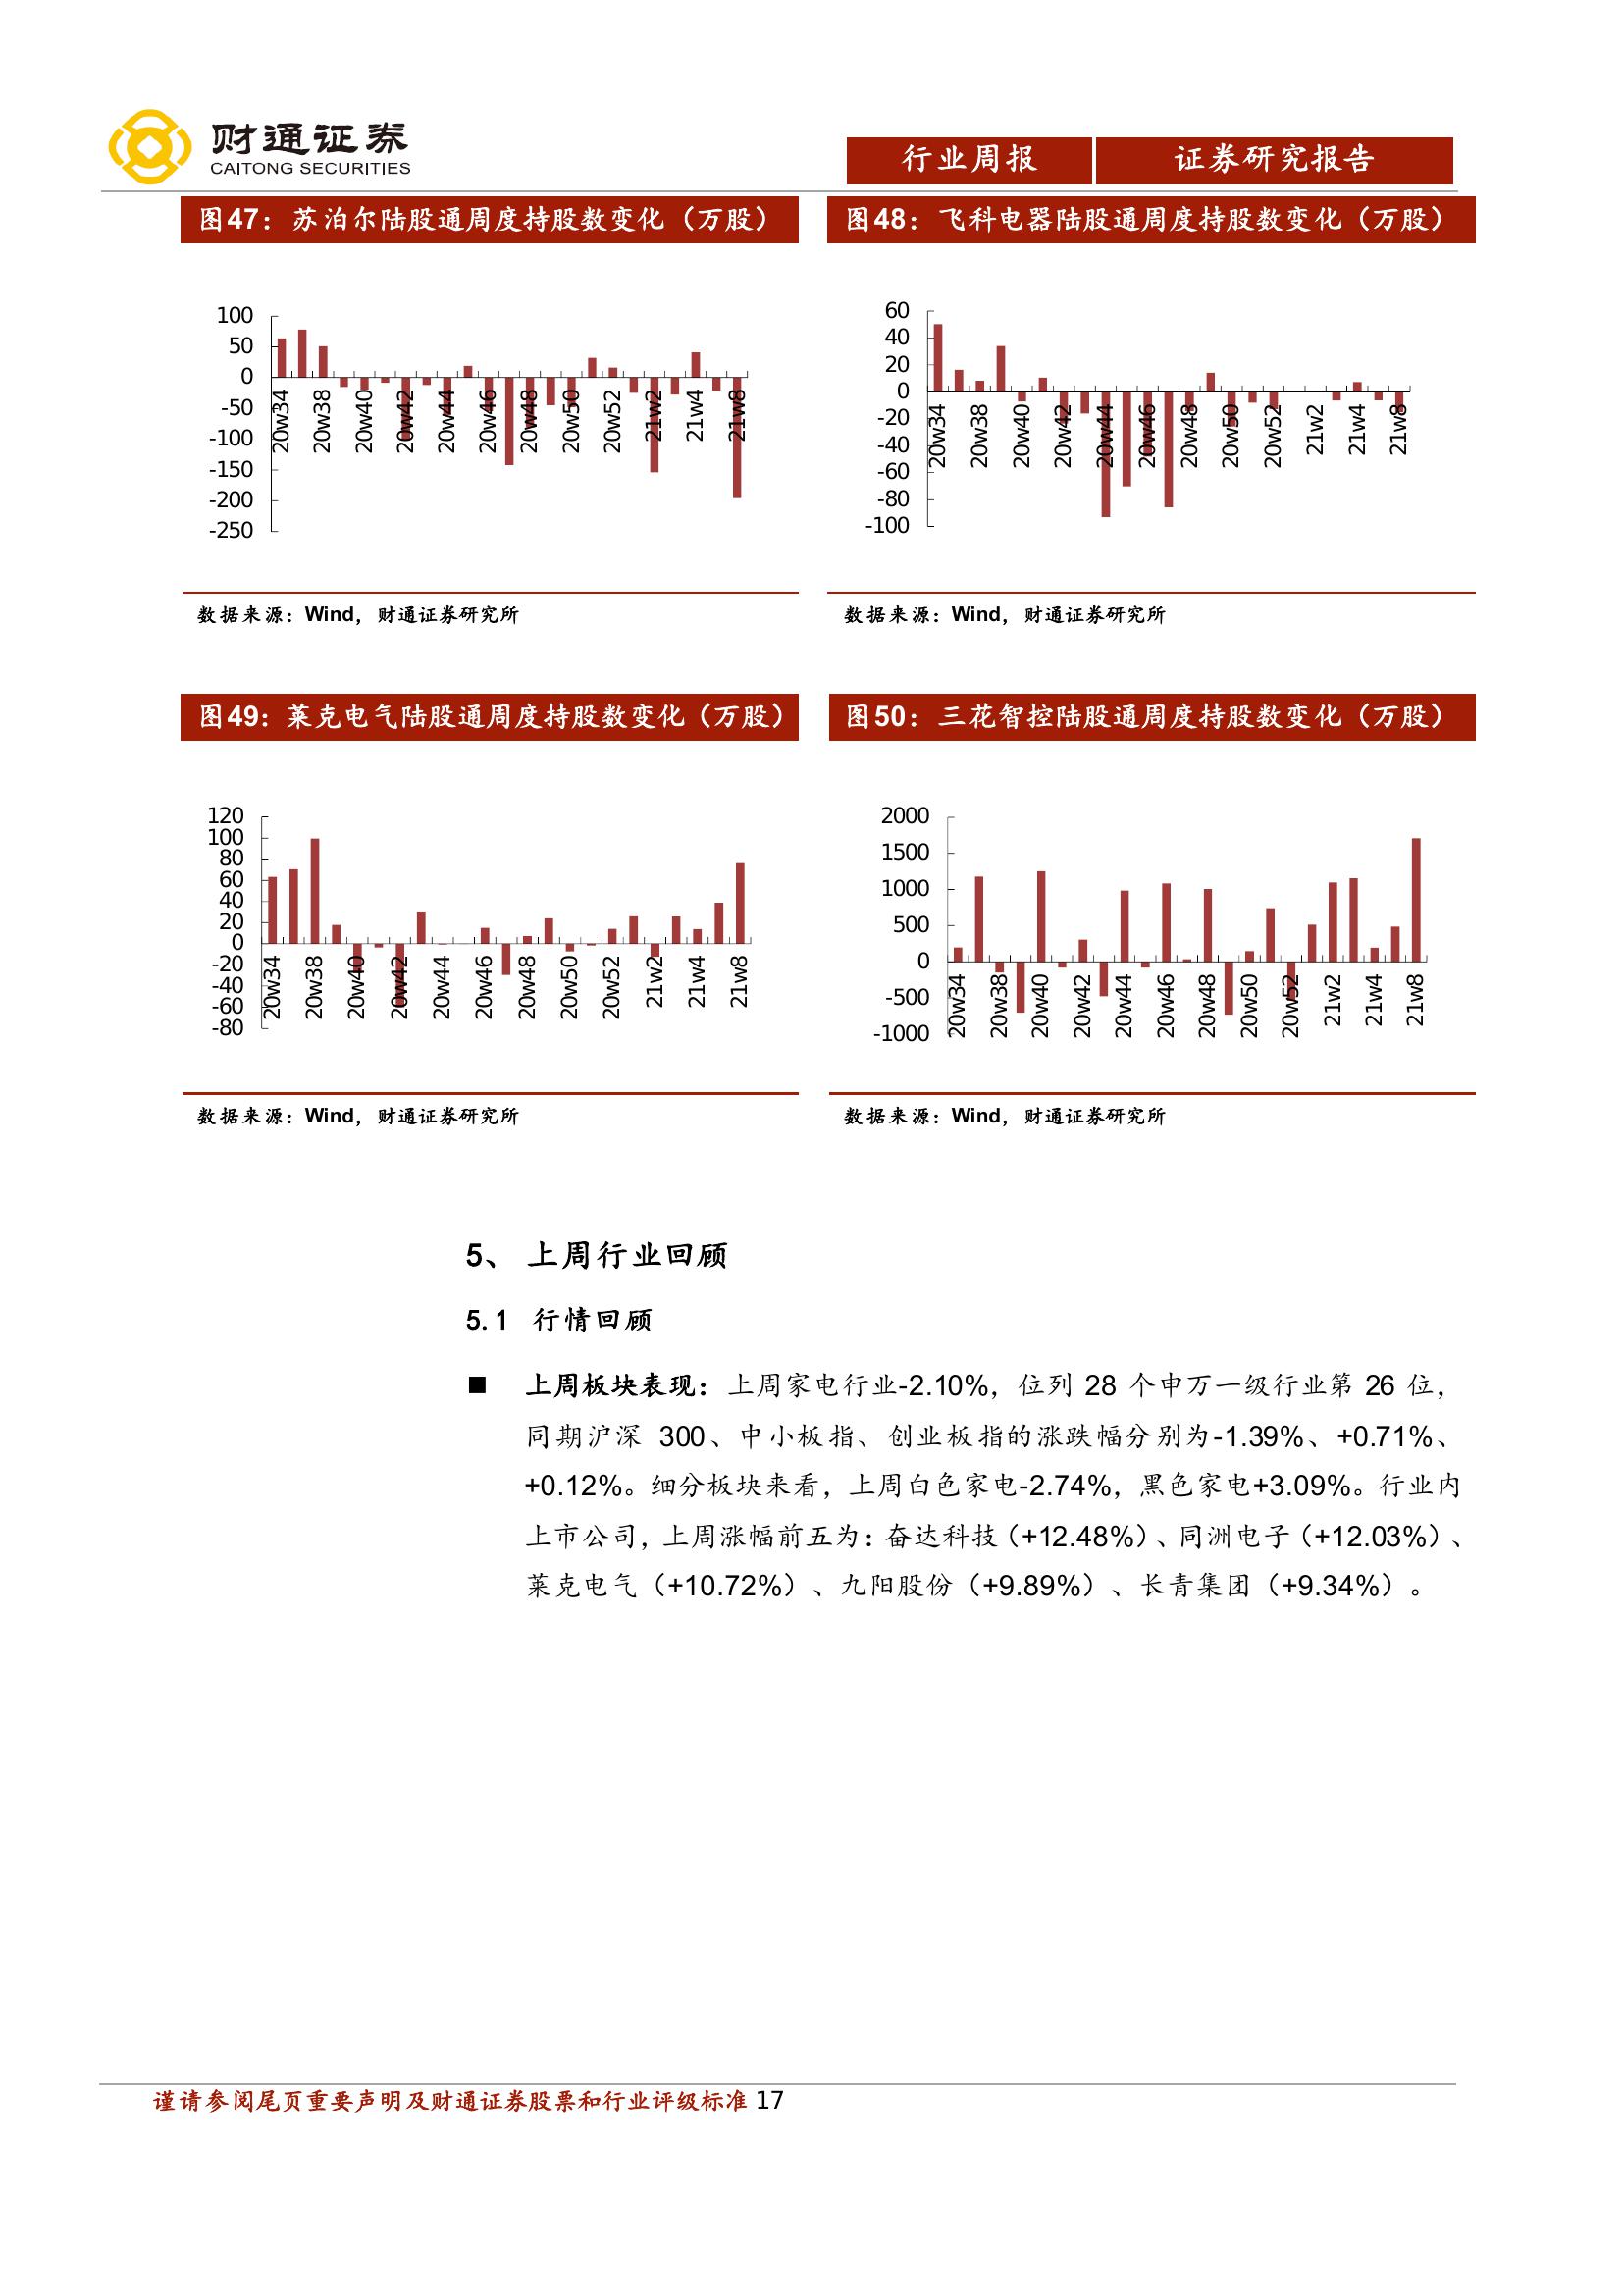 财通证券
CAITONG SECURITIES
行业周报 证券研究报告
图47：苏泊尔陆股通周度持股数变化（万股）
100
50
0
-50
-100
-150
-200
-250
20w34
20w38
20w40
20w42
20w44
20w46
20w48
20w50
20w52
21w2
21w4
21w8
数据来源：Wind，财通证券研究所
图48：飞科电器陆股通周度持股数变化（万股）
60
40
20
0
-20
-40
-60
-80
-100
20w34
20w38
20w40
20w42
20w44
20w46
20w48
20w50
20w52
21w2
21w4
21w8
数据来源：Wind，财通证券研究所
图49：莱克电气陆股通周度持股数变化（万股）
120
100
80
60
40
20
0
-20
-40
-60
-80
20w34
20w38
20w40
20w42
20w44
20w46
20w48
20w50
20w52
21w2
21w4
21w8
数据来源：Wind，财通证券研究所
图50：三花智控陆股通周度持股数变化（万股）
2000
1500
1000
500
0
-500
-1000
20w34
20w38
20w40
20w42
20w44
20w46
20w48
20w50
20w52
21w2
21w4
21w8
数据来源：Wind，财通证券研究所
5、 上周行业回顾
5.1 行情回顾
■ 上周板块表现：上周家电行业-2.10%，位列 28 个申万一级行业第 26 位，
同期沪深 300、中小板指、创业板指的涨跌幅分别为-1.39%、+0.71%、
+0.12%。细分板块来看，上周白色家电-2.74%，黑色家电+3.09%。行业内
上市公司，上周涨幅前五为：奋达科技（+12.48%）、同洲电子（+12.03%）、
莱克电气（+10.72%）、九阳股份（+9.89%）、长青集团（+9.34%）。
谨请参阅尾页重要声明及财通证券股票和行业评级标准 17